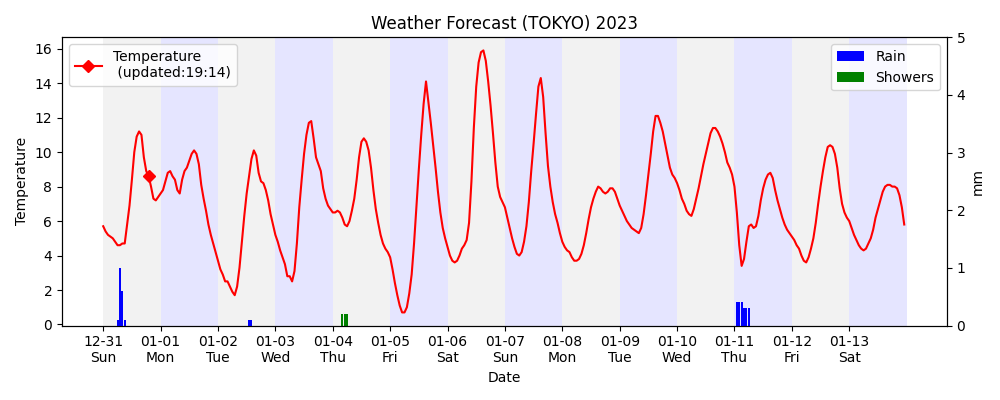 Weather Forecast (TOKYO) 2023
Temperature
(updated:19:14)
Rain
Showers
16
14
12
10
8
6
4
2
0
Temperature
5
4
3
2
1
0
mm
12-31 01-01 01-02 01-03 01-04 01-05 01-06 01-07 01-08 01-09 01-10 01-11 01-12 01-13
Sun Mon Tue Wed Thu Fri Sat Sun Mon Tue Wed Thu Fri Sat
Date